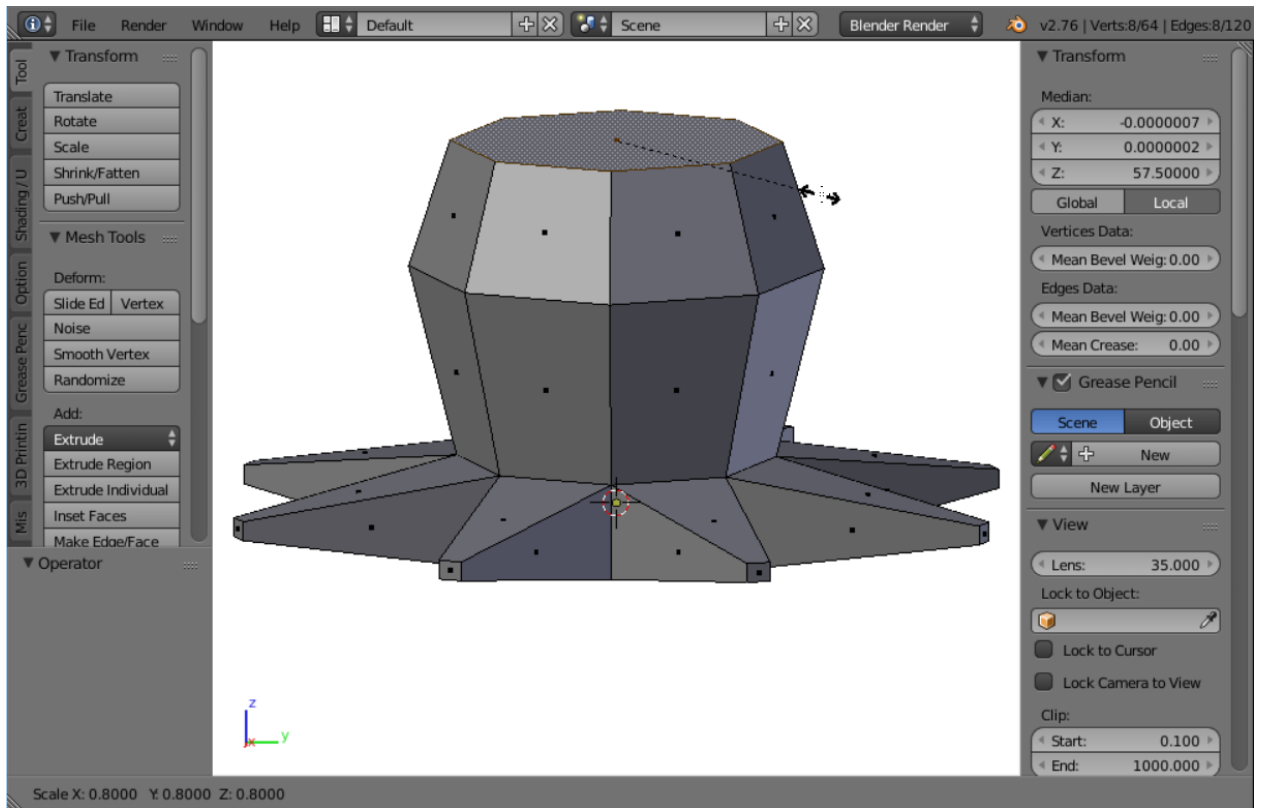 File Render Window Help Default Scene Blender Render v2.76 | Verts:8/64 | Edges:8/120
Tool
Creat
Shading / U
Option
Grease Penc
3D Printin
Mis
Transform
Translate
Rotate
Scale
Shrink/Fatten
Push/Pull
Mesh Tools
Deform:
Slide Ed Vertex
Noise
Smooth Vertex
Randomize
Add:
Extrude
Extrude Region
Extrude Individual
Inset Faces
Make Edge/Face
Operator
z
y
x
Transform
Median:
X: -0.0000007
Y: 0.0000002
Z: 57.50000
Global Local
Vertices Data:
Mean Bevel Weig: 0.00
Edges Data:
Mean Bevel Weig: 0.00
Mean Crease: 0.00
Grease Pencil
Scene Object
New
New Layer
View
Lens: 35.000
Lock to Object:
Lock to Cursor
Lock Camera to View
Clip:
Start: 0.100
End: 1000.000
Scale X: 0.8000 Y: 0.8000 Z: 0.8000